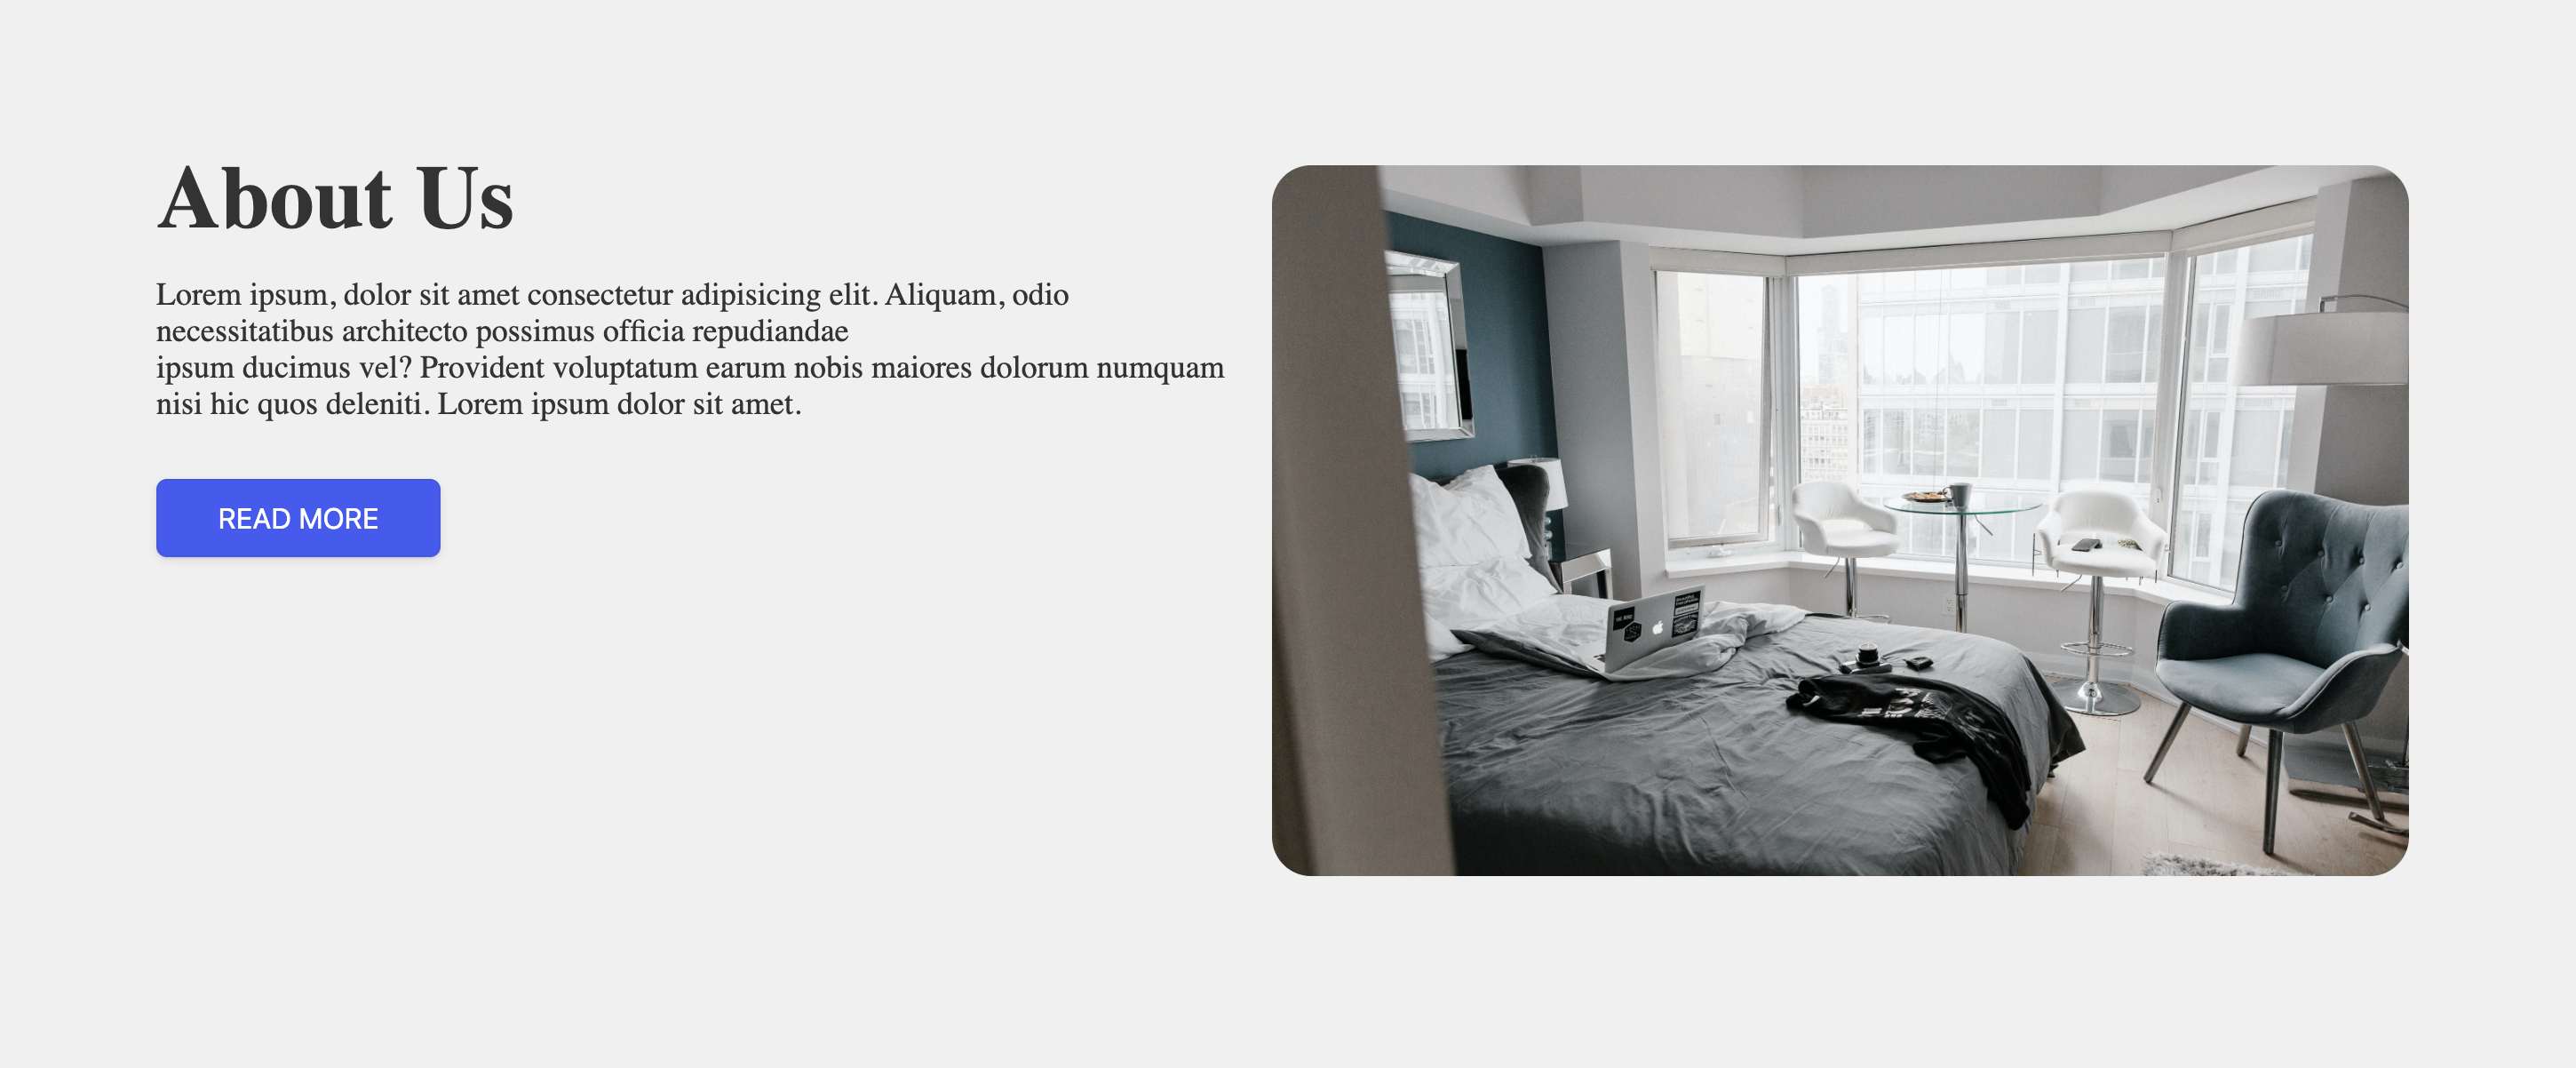 About Us
Lorem ipsum, dolor sit amet consectetur adipisicing elit. Aliquam, odio
necessitatibus architecto possimus officia repudiandae
ipsum ducimus vel? Provident voluptatum earum nobis maiores dolorum numquam
nisi hic quos deleniti. Lorem ipsum dolor sit amet.
READ MORE